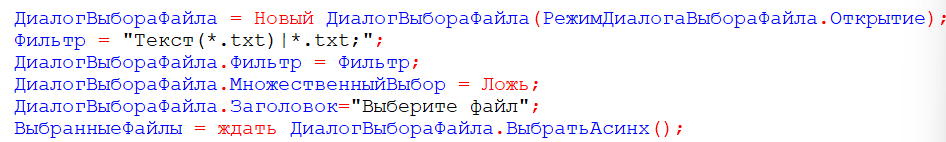 ДиалогВыбораФайла = Новый ДиалогВыбораФайла(РежимДиалогаВыбораФайла.Открытие);
Фильтр = "Текст(*.txt)|*.txt;";
ДиалогВыбораФайла.Фильтр = Фильтр;
ДиалогВыбораФайла.МножественныйВыбор = Ложь;
ДиалогВыбораФайла.Заголовок="Выберите файл";
ВыбранныеФайлы = ждать ДиалогВыбораФайла.ВыбратьАсинх();